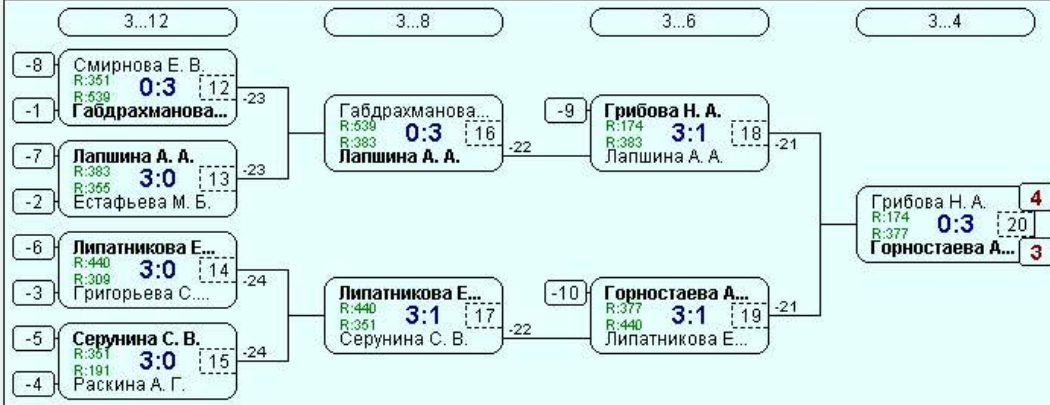 3...12
3...8
3...6
3...4
-8
Смирнова Е. В.
R:351
R:539
0:3
12
-1
Габдрахманова...
-23
-7
Лапшина А. А.
R:383
R:355
3:0
13
-2
Естафьева М. Б.
-23
-6
Липатникова Е...
R:440
R:309
3:0
14
-3
Григорьева С....
-24
-5
Серунина С. В.
R:351
R:191
3:0
15
-4
Раскина А. Г.
-24
Габдрахманова...
R:539
R:383
0:3
16
Лапшина А. А.
-22
Липатникова Е...
R:440
R:351
3:1
17
Серунина С. В.
-22
-9
Грибова Н. А.
R:174
R:383
3:1
18
Лапшина А. А.
-21
-10
Горностаева А...
R:377
R:440
3:1
19
Липатникова Е...
-21
Грибова Н. А.
4
R:174
R:377
0:3
20
Горностаева А...
3